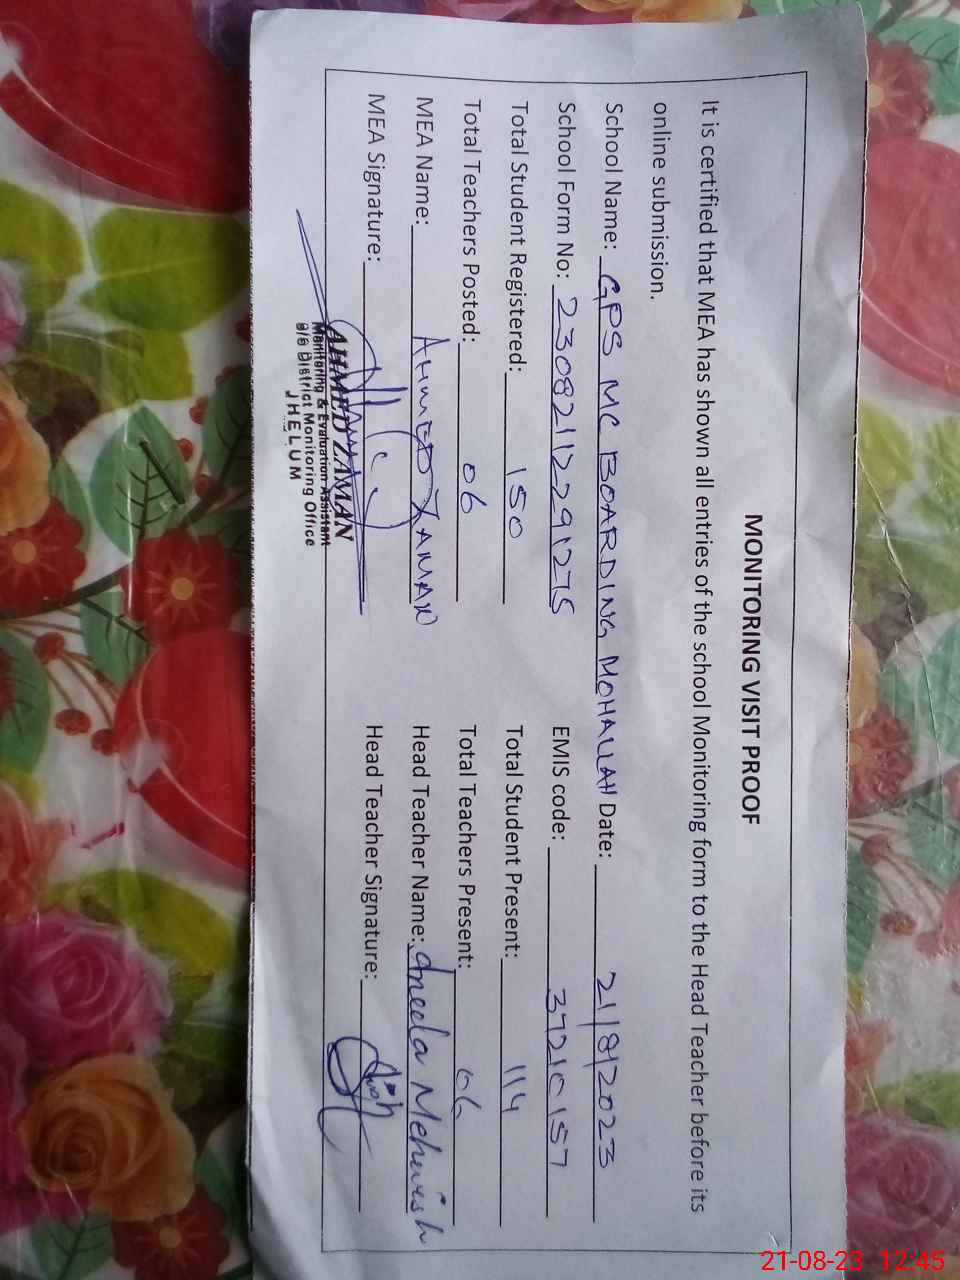 MONITORING VISIT PROOF
It is certified that MEA has shown all entries of the school Monitoring form to the Head Teacher before its
online submission.
School Name: GPS MC BOARDING MOHALLAH Date: 21/8/2023
School Form No: 23082112291275 EMIS code: 37210157
Total Student Registered: 150 Total Student Present: 114
Total Teachers Posted: 06 Total Teachers Present: 06
MEA Name: AHMED ZAMAN Head Teacher Name: Aneela Mehwish
MEA Signature: Head Teacher Signature:
AHMED ZAMAN
Monitoring & Evaluation Assistant
o/o District Monitoring Office
JHELUM
21-08-23 12:45